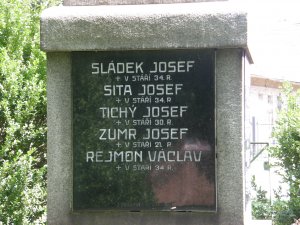 SLÁDEK JOSEF
+ V STÁŘÍ 34. R.
SITA JOSEF
+ V STÁŘÍ 34. R.
TICHÝ JOSEF
+ V STÁŘÍ 30. R.
ZUMR JOSEF
+ V STÁŘÍ 21. R.
REJMON VÁCLAV
+ V STÁŘÍ 34 R.